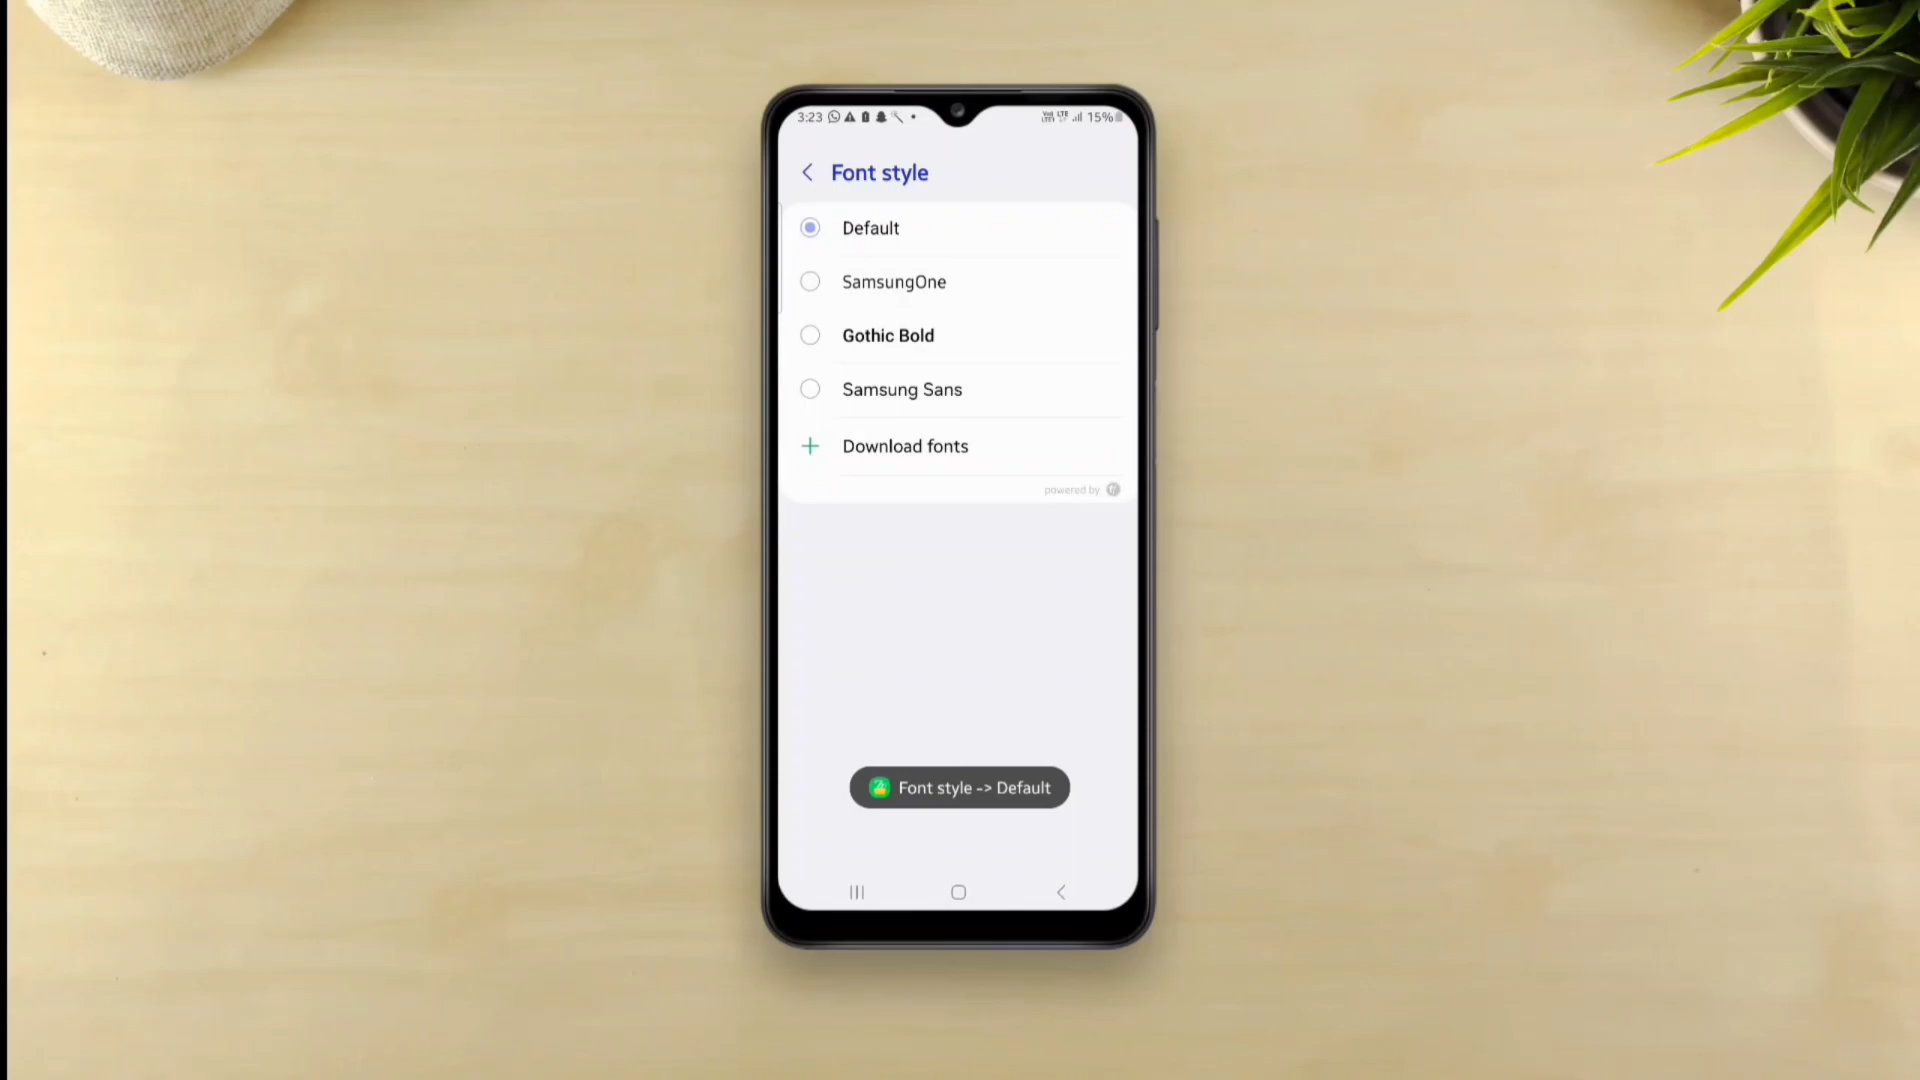 3:23
15%
Font style
Default
SamsungOne
Gothic Bold
Samsung Sans
Download fonts
powered by
Font style -> Default